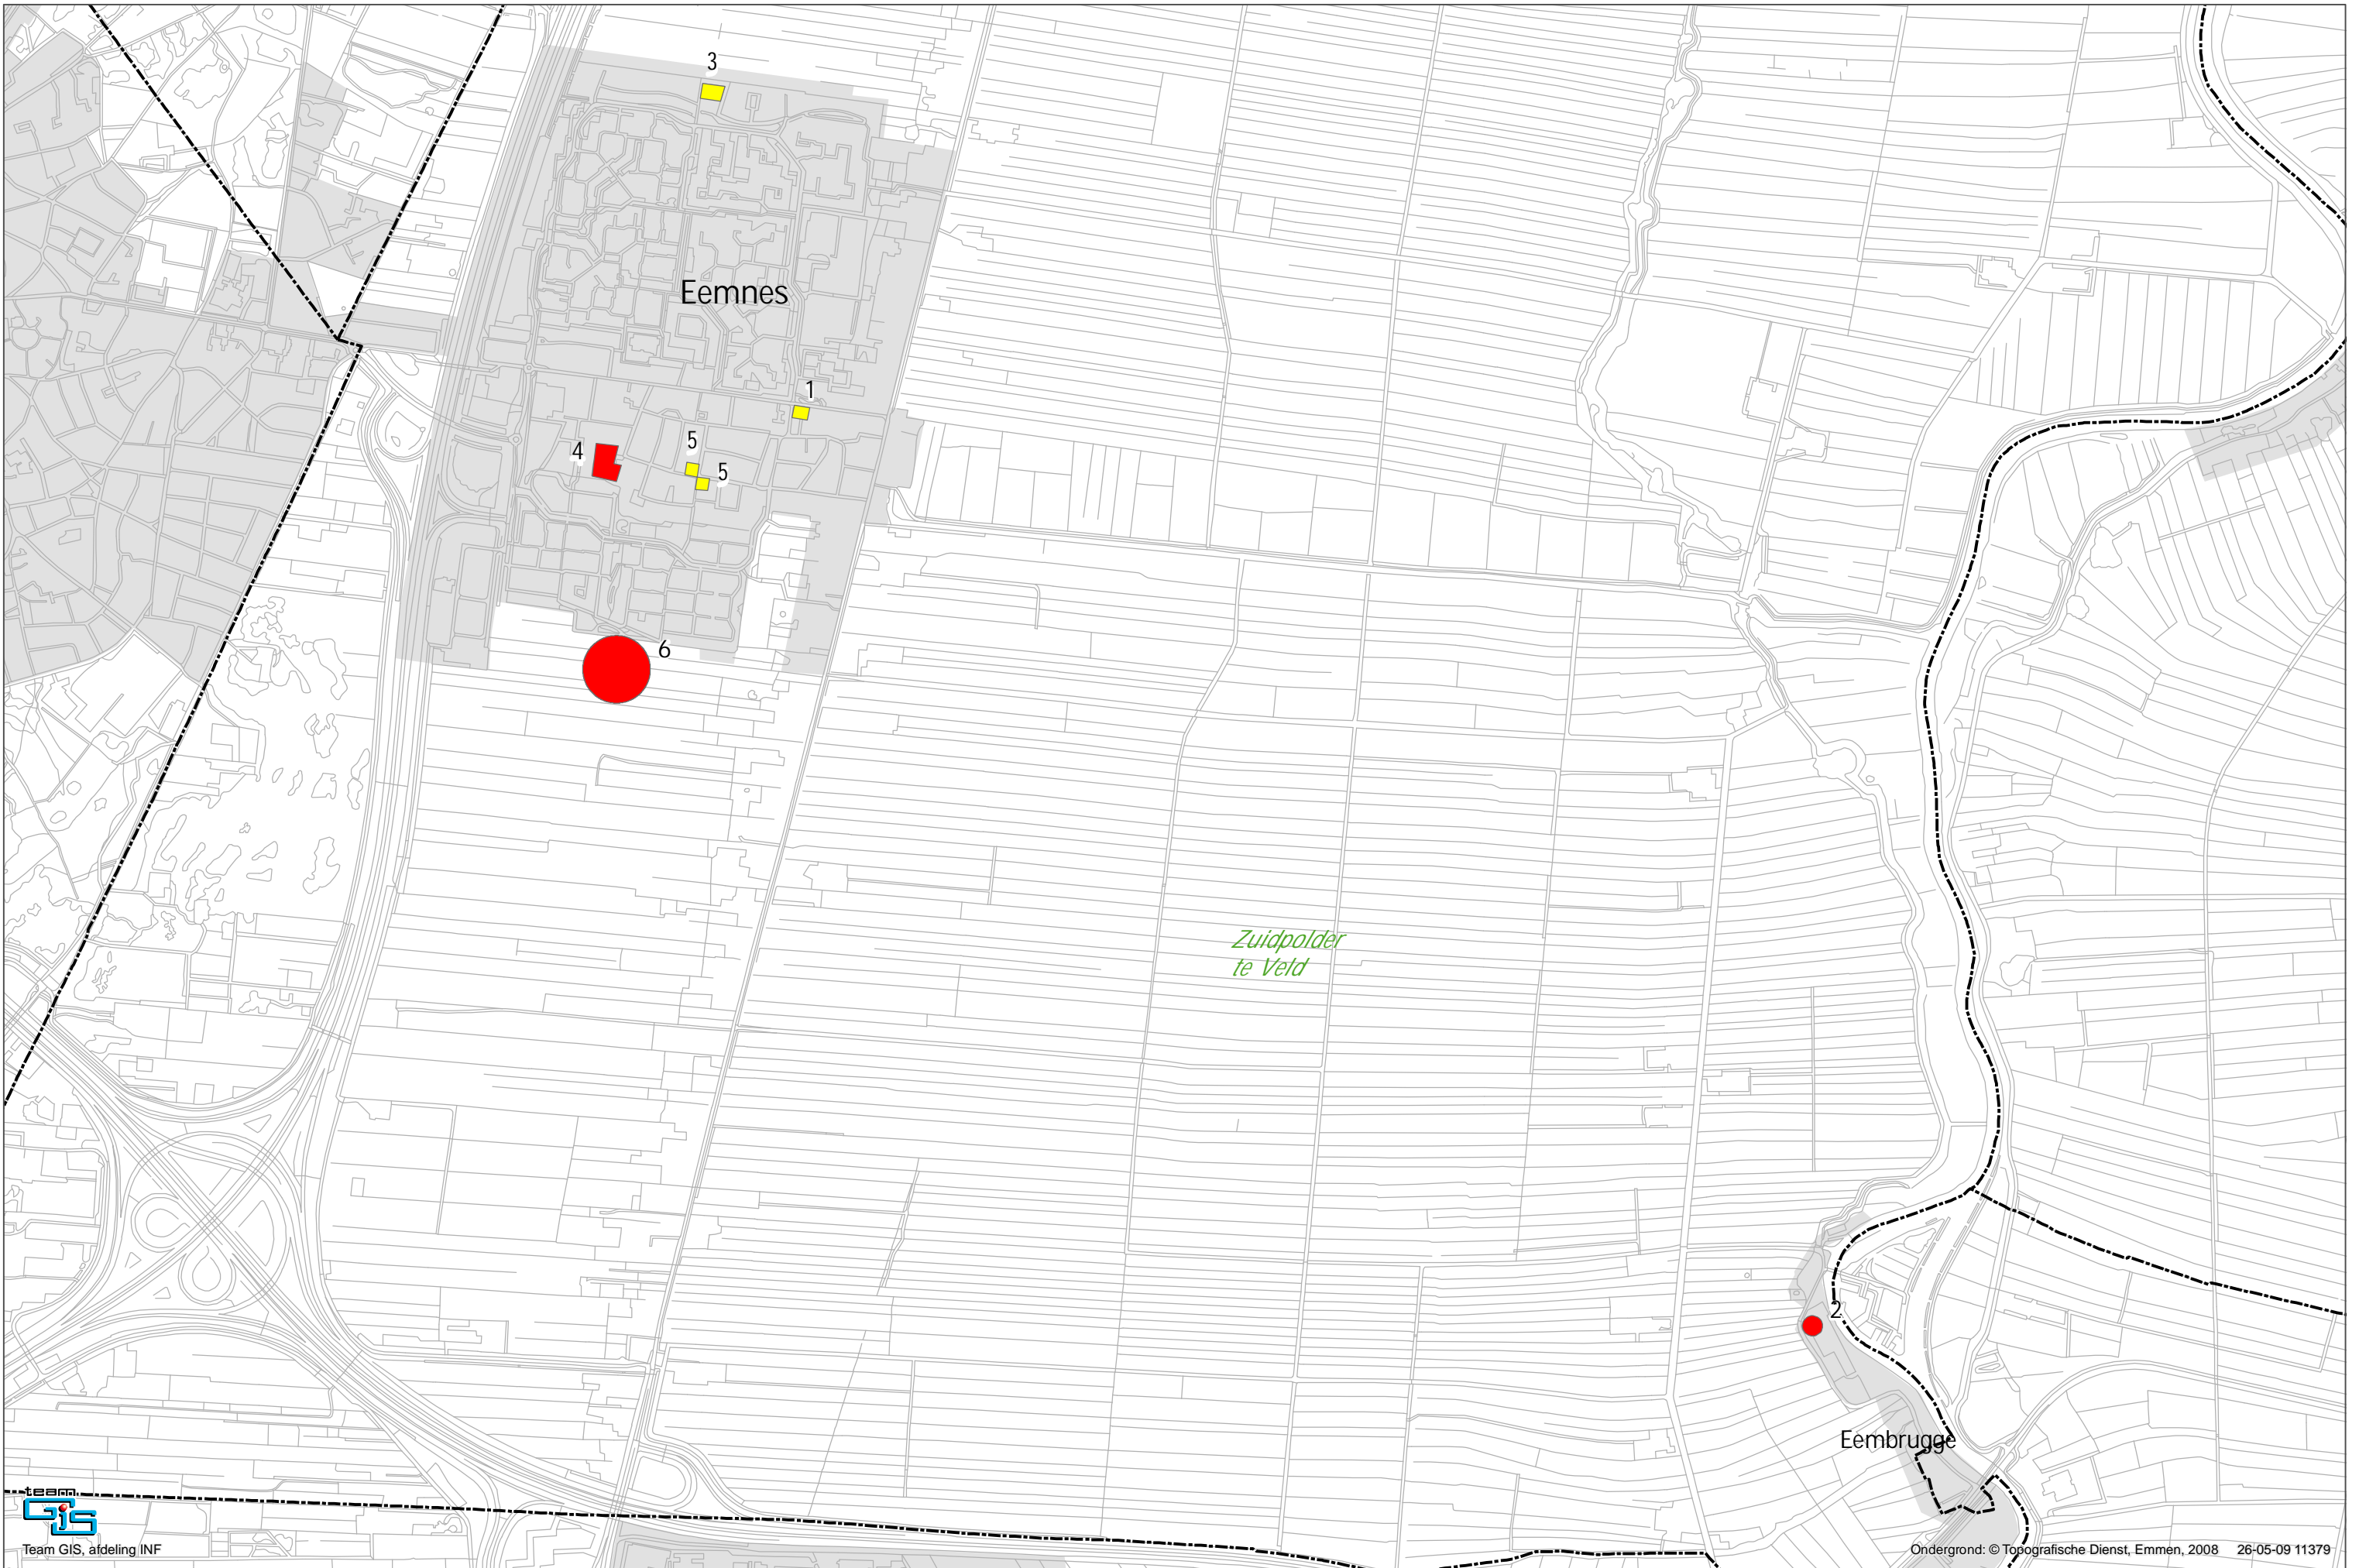 3
Eemnes
1
4
5
5
6
Zuidpolder
te Veld
2
Eembrugge
team
GiS
Team GIS, afdeling INF
Ondergrond: © Topografische Dienst, Emmen, 2008 26-05-09 11379